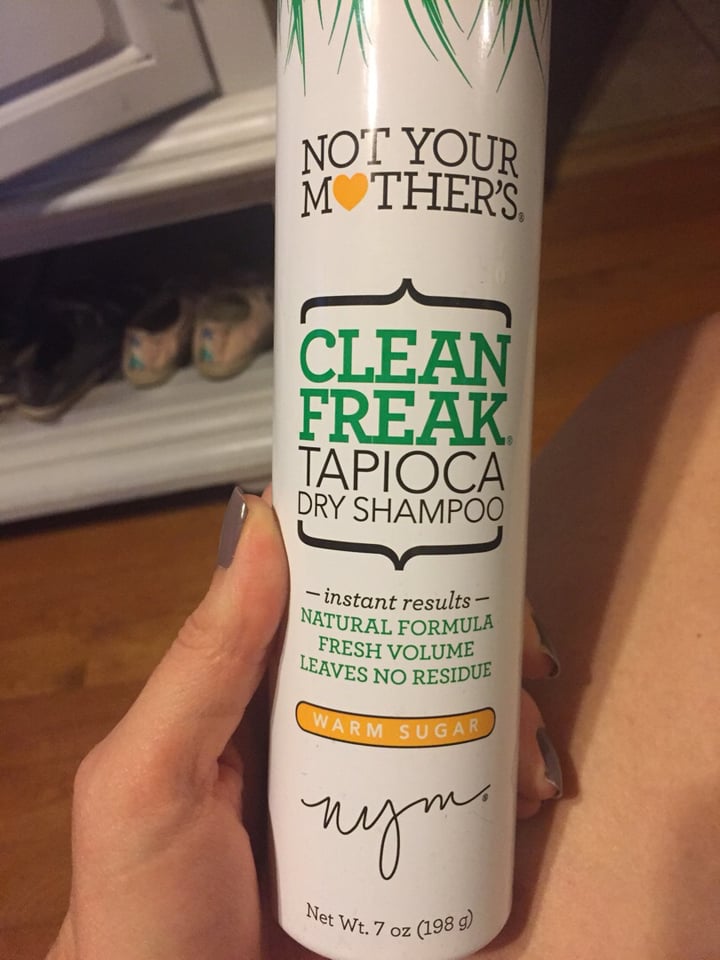 NOT YOUR
MOTHER'S®
CLEAN
FREAK®
TAPIOCA
DRY SHAMPOO
– instant results –
NATURAL FORMULA
FRESH VOLUME
LEAVES NO RESIDUE
WARM SUGAR
nym®
Net Wt. 7 oz (198 g)